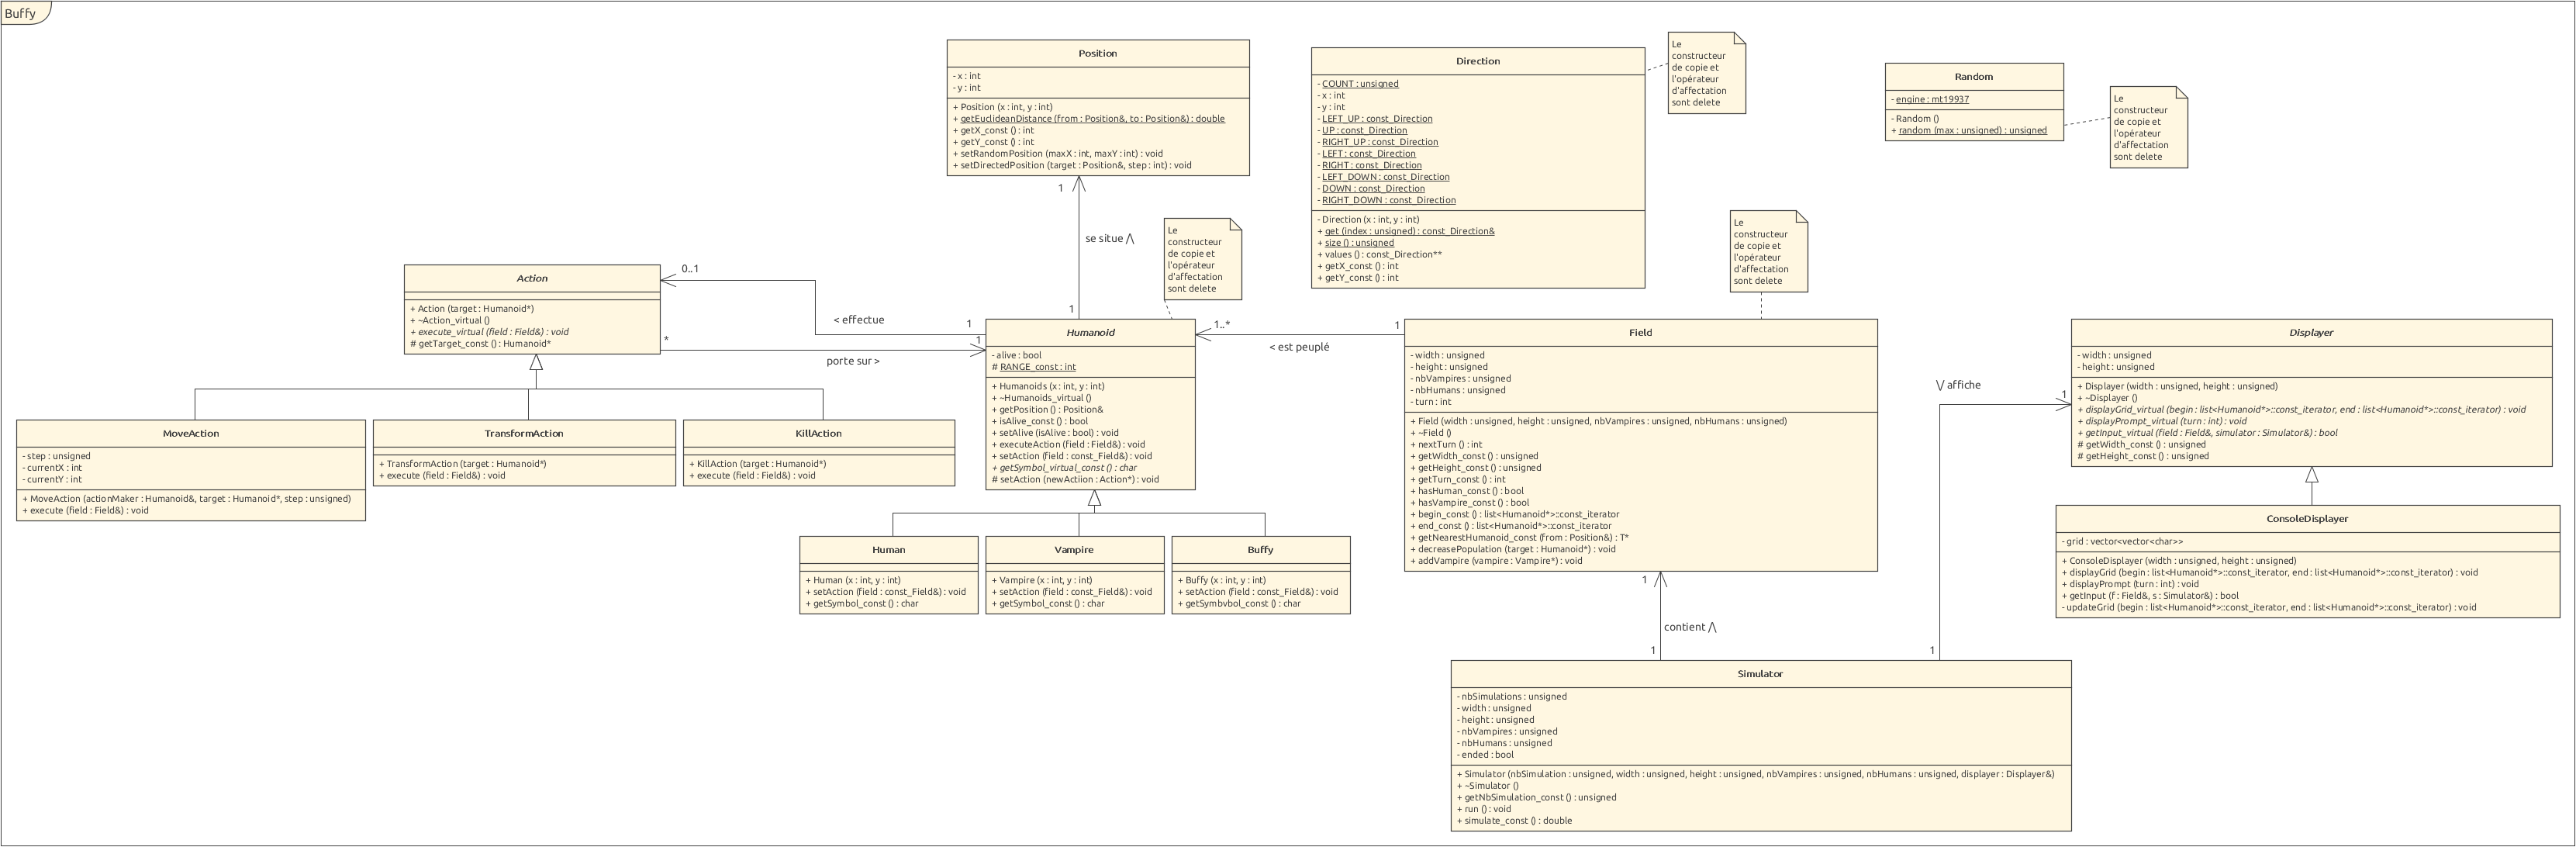 Buffy
Position
- x : int
- y : int
+ Position (x : int, y : int)
+ getEuclideanDistance (from : Position&, to : Position&) : double
+ getX_const () : int
+ getY_const () : int
+ setRandomPosition (maxX : int, maxY : int) : void
+ setDirectedPosition (target : Position&, step : int) : void
Direction
- COUNT : unsigned
- x : int
- y : int
- LEFT_UP : const_Direction
- UP : const_Direction
- RIGHT_UP : const_Direction
- LEFT : const_Direction
- RIGHT : const_Direction
- LEFT_DOWN : const_Direction
- DOWN : const_Direction
- RIGHT_DOWN : const_Direction
- Direction (x : int, y : int)
+ get (index : unsigned) : const_Direction&
+ size () : unsigned
+ values () : const_Direction**
+ getX_const () : int
+ getY_const () : int
Le
constructeur
de copie et
l'opérateur
d'affectation
sont delete
Random
- engine : mt19937
- Random ()
+ random (max : unsigned) : unsigned
Le
constructeur
de copie et
l'opérateur
d'affectation
sont delete
1
se situe /\
1
Le
constructeur
de copie et
l'opérateur
d'affectation
sont delete
Le
constructeur
de copie et
l'opérateur
d'affectation
sont delete
Action
+ Action (target : Humanoid*)
+ ~Action_virtual ()
+ execute_virtual (field : Field&) : void
# getTarget_const () : Humanoid*
0..1
< effectue
1
*
porte sur >
1
Humanoid
- alive : bool
# RANGE_const : int
+ Humanoids (x : int, y : int)
+ ~Humanoids_virtual ()
+ getPosition () : Position&
+ isAlive_const () : bool
+ setAlive (isAlive : bool) : void
+ executeAction (field : Field&) : void
+ setAction (field : const_Field&) : void
+ getSymbol_virtual_const () : char
# setAction (newActiion : Action*) : void
1..*
< est peuplé
1
Field
- width : unsigned
- height : unsigned
- nbVampires : unsigned
- nbHumans : unsigned
- turn : int
+ Field (width : unsigned, height : unsigned, nbVampires : unsigned, nbHumans : unsigned)
+ ~Field ()
+ nextTurn () : int
+ getWidth_const () : unsigned
+ getHeight_const () : unsigned
+ getTurn_const () : int
+ hasHuman_const () : bool
+ hasVampire_const () : bool
+ begin_const () : list<Humanoid*>::const_iterator
+ end_const () : list<Humanoid*>::const_iterator
+ getNearestHumanoid_const (from : Position&) : T*
+ decreasePopulation (target : Humanoid*) : void
+ addVampire (vampire : Vampire*) : void
\/ affiche
1
Displayer
- width : unsigned
- height : unsigned
+ Displayer (width : unsigned, height : unsigned)
+ ~Displayer ()
+ displayGrid_virtual (begin : list<Humanoid*>::const_iterator, end : list<Humanoid*>::const_iterator) : void
+ displayPrompt_virtual (turn : int) : void
+ getInput_virtual (field : Field&, simulator : Simulator&) : bool
# getWidth_const () : unsigned
# getHeight_const () : unsigned
MoveAction
- step : unsigned
- currentX : int
- currentY : int
+ MoveAction (actionMaker : Humanoid&, target : Humanoid*, step : unsigned)
+ execute (field : Field&) : void
TransformAction
+ TransformAction (target : Humanoid*)
+ execute (field : Field&) : void
KillAction
+ KillAction (target : Humanoid*)
+ execute (field : Field&) : void
Human
+ Human (x : int, y : int)
+ setAction (field : const_Field&) : void
+ getSymbol_const () : char
Vampire
+ Vampire (x : int, y : int)
+ setAction (field : const_Field&) : void
+ getSymbol_const () : char
Buffy
+ Buffy (x : int, y : int)
+ setAction (field : const_Field&) : void
+ getSymbvbol_const () : char
ConsoleDisplayer
- grid : vector<vector<char>>
+ ConsoleDisplayer (width : unsigned, height : unsigned)
+ displayGrid (begin : list<Humanoid*>::const_iterator, end : list<Humanoid*>::const_iterator) : void
+ displayPrompt (turn : int) : void
+ getInput (f : Field&, s : Simulator&) : bool
- updateGrid (begin : list<Humanoid*>::const_iterator, end : list<Humanoid*>::const_iterator) : void
1
contient /\
1
1
Simulator
- nbSimulations : unsigned
- width : unsigned
- height : unsigned
- nbVampires : unsigned
- nbHumans : unsigned
- ended : bool
+ Simulator (nbSimulation : unsigned, width : unsigned, height : unsigned, nbVampires : unsigned, nbHumans : unsigned, displayer : Displayer&)
+ ~Simulator ()
+ getNbSimulation_const () : unsigned
+ run () : void
+ simulate_const () : double